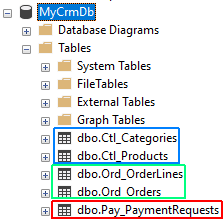 MyCrmDb
Database Diagrams
Tables
System Tables
FileTables
External Tables
Graph Tables
dbo.Ctl_Categories
dbo.Ctl_Products
dbo.Ord_OrderLines
dbo.Ord_Orders
dbo.Pay_PaymentRequests